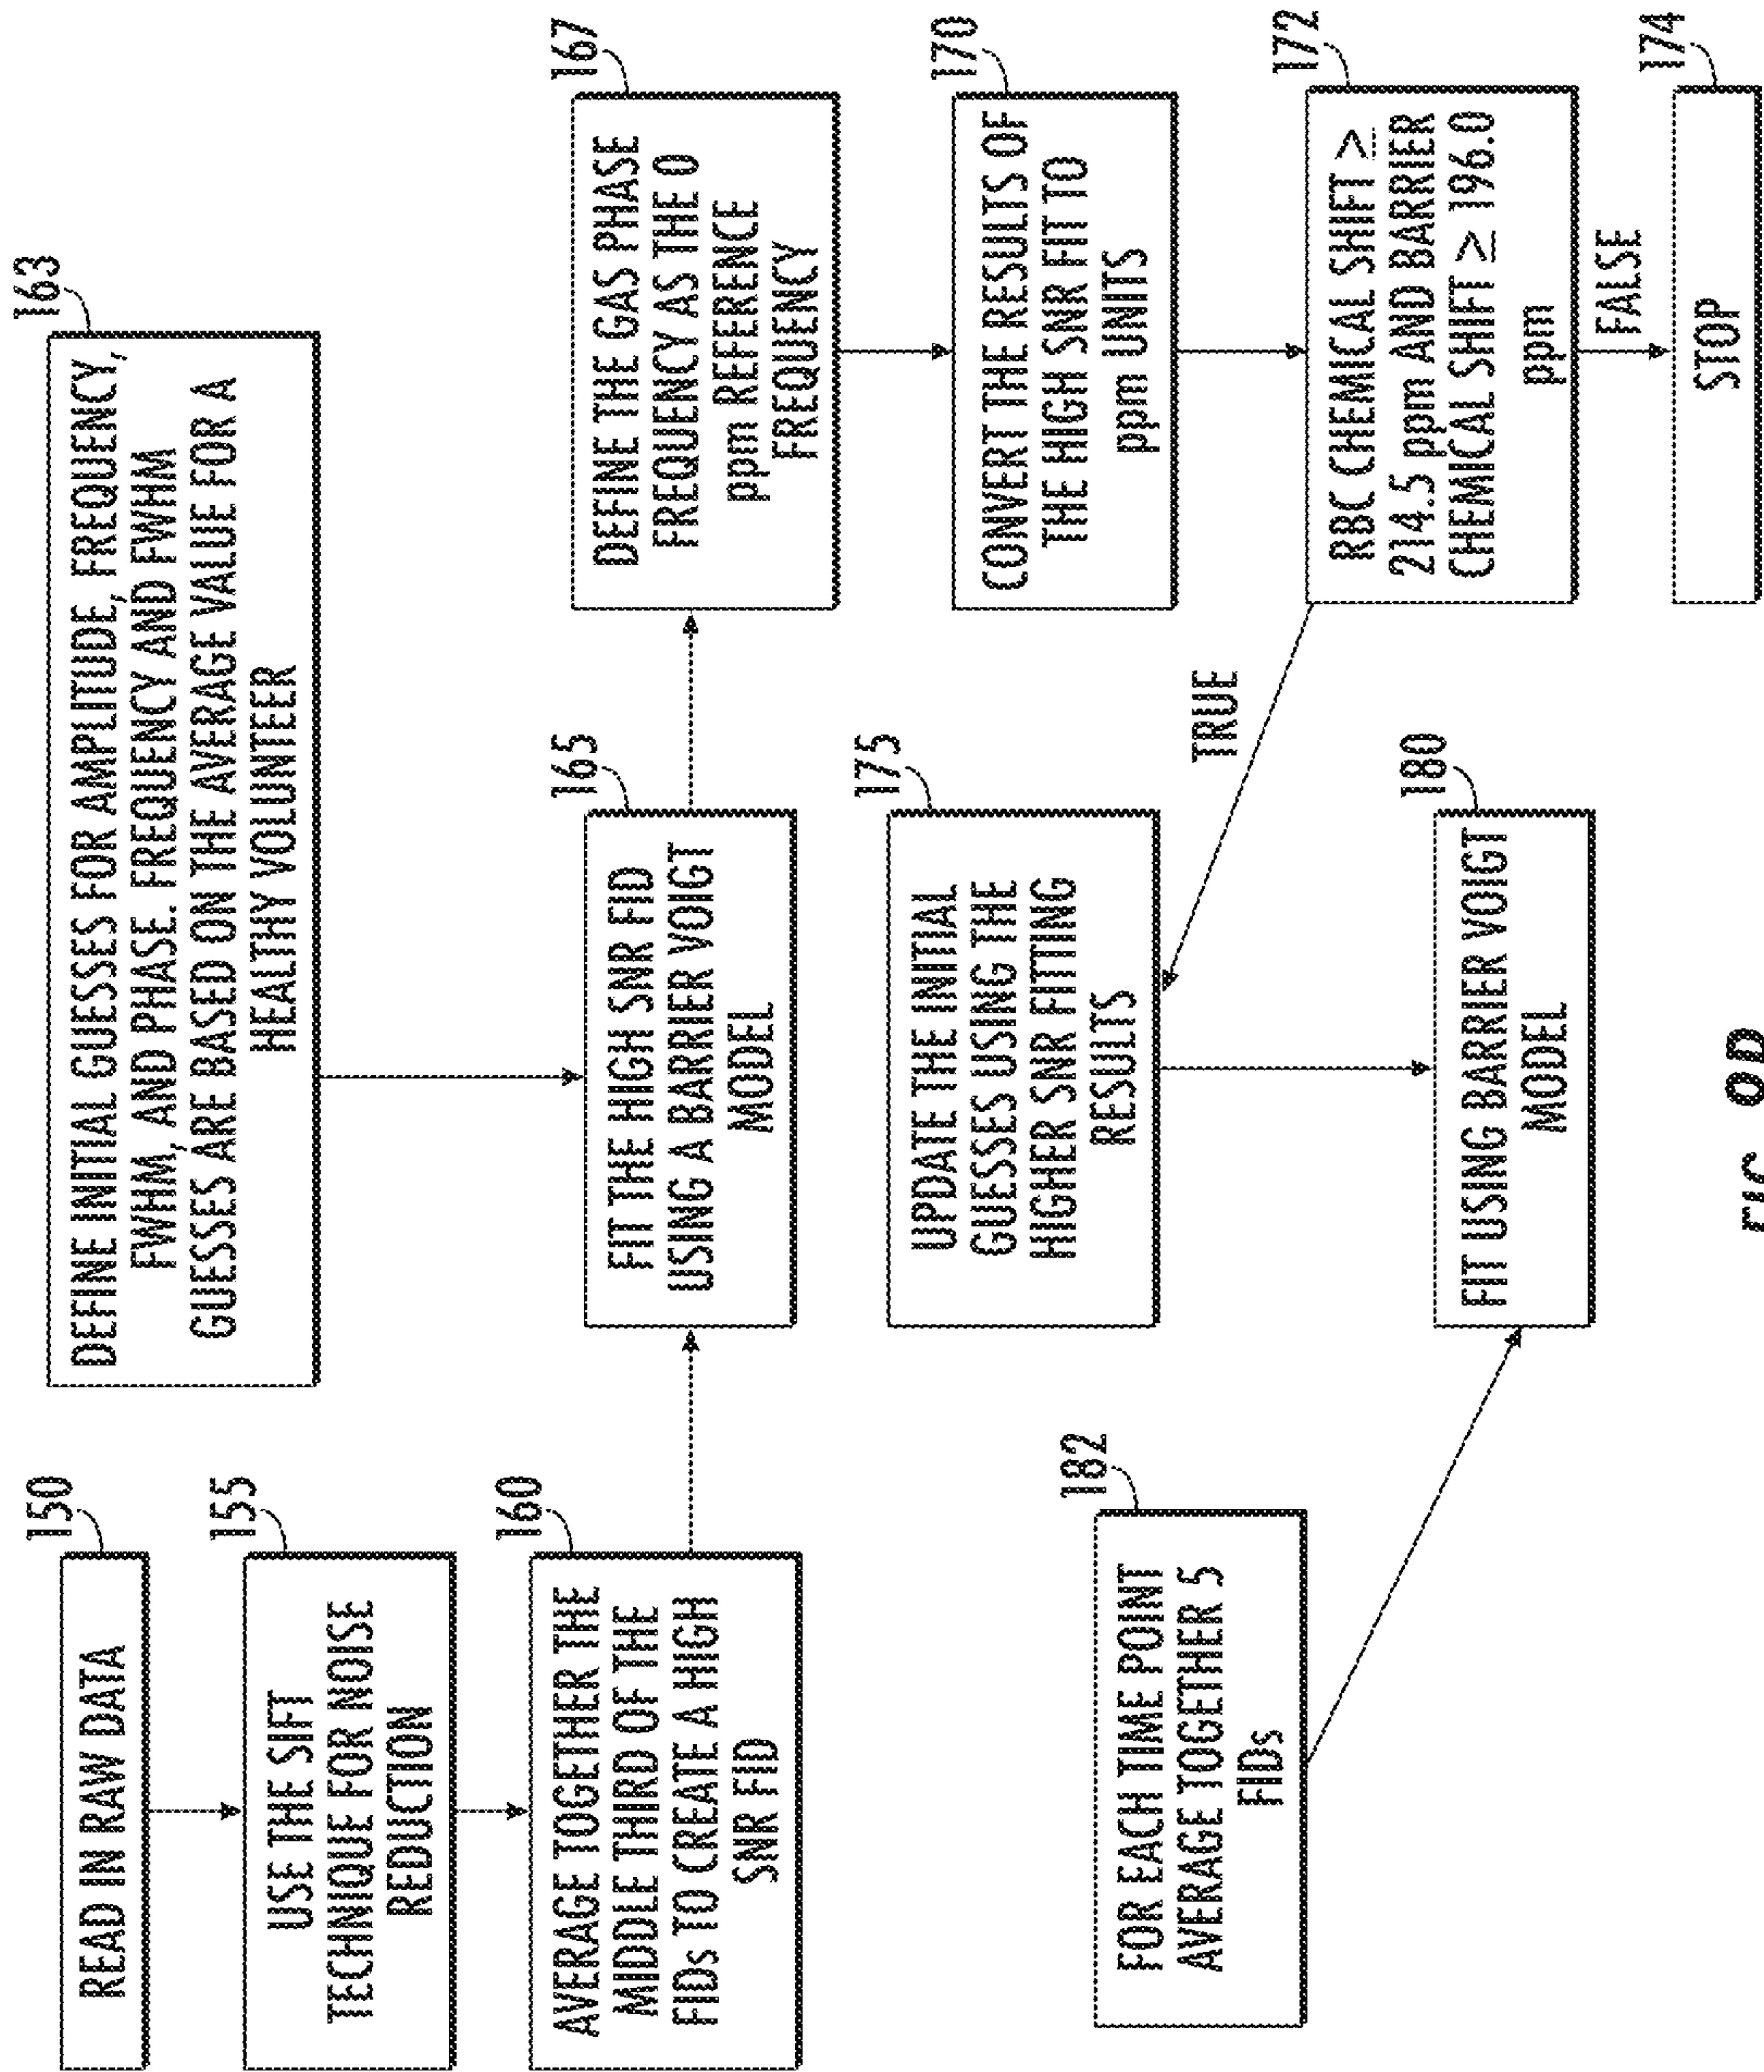 150
READ IN RAW DATA
155
USE THE SIFT
TECHNIQUE FOR NOISE
REDUCTION
160
AVERAGE TOGETHER THE
MIDDLE THIRD OF THE
FIDs TO CREATE A HIGH
SNR FID
163
DEFINE INITIAL GUESSES FOR AMPLITUDE, FREQUENCY,
FWHM, AND PHASE. FREQUENCY AND FWHM
GUESSES ARE BASED ON THE AVERAGE VALUE FOR A
HEALTHY VOLUNTEER
165
FIT THE HIGH SNR FID
USING A BARRIER VOIGT
MODEL
167
DEFINE THE GAS PHASE
FREQUENCY AS THE 0
ppm REFERENCE
FREQUENCY
170
CONVERT THE RESULTS OF
THE HIGH SNR FIT TO
ppm UNITS
172
RBC CHEMICAL SHIFT ≥
214.5 ppm AND BARRIER
CHEMICAL SHIFT ≥ 196.0
ppm
FALSE
174
STOP
TRUE
175
UPDATE THE INITIAL
GUESSES USING THE
HIGHER SNR FITTING
RESULTS
180
FIT USING BARRIER VOIGT
MODEL
182
FOR EACH TIME POINT
AVERAGE TOGETHER 5
FIDs